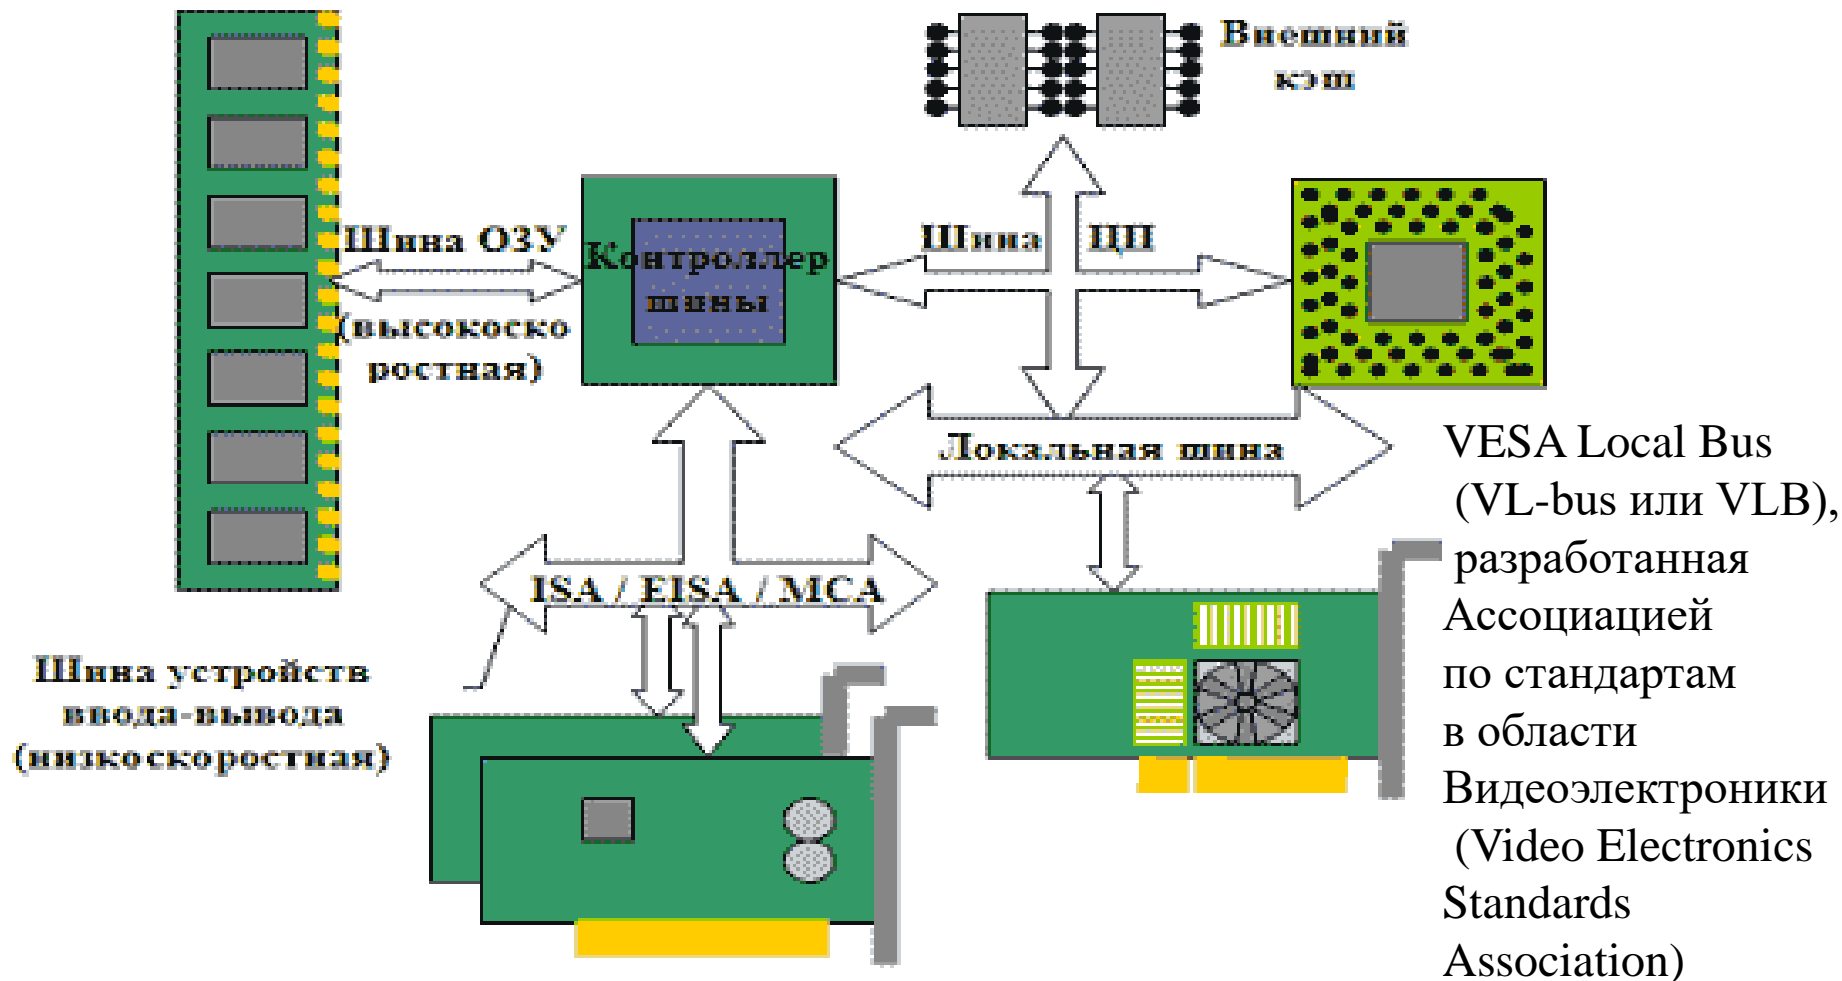 Внешний
кэш
Шина ЦП
Шина ОЗУ
(высокоско
ростная)
Контроллер
шины
Локальная шина
ISA / EISA / MCA
Шина устройств
ввода-вывода
(низкоскоростная)
VESA Local Bus
(VL-bus или VLB),
разработанная
Ассоциацией
по стандартам
в области
Видеоэлектроники
(Video Electronics
Standards
Association)